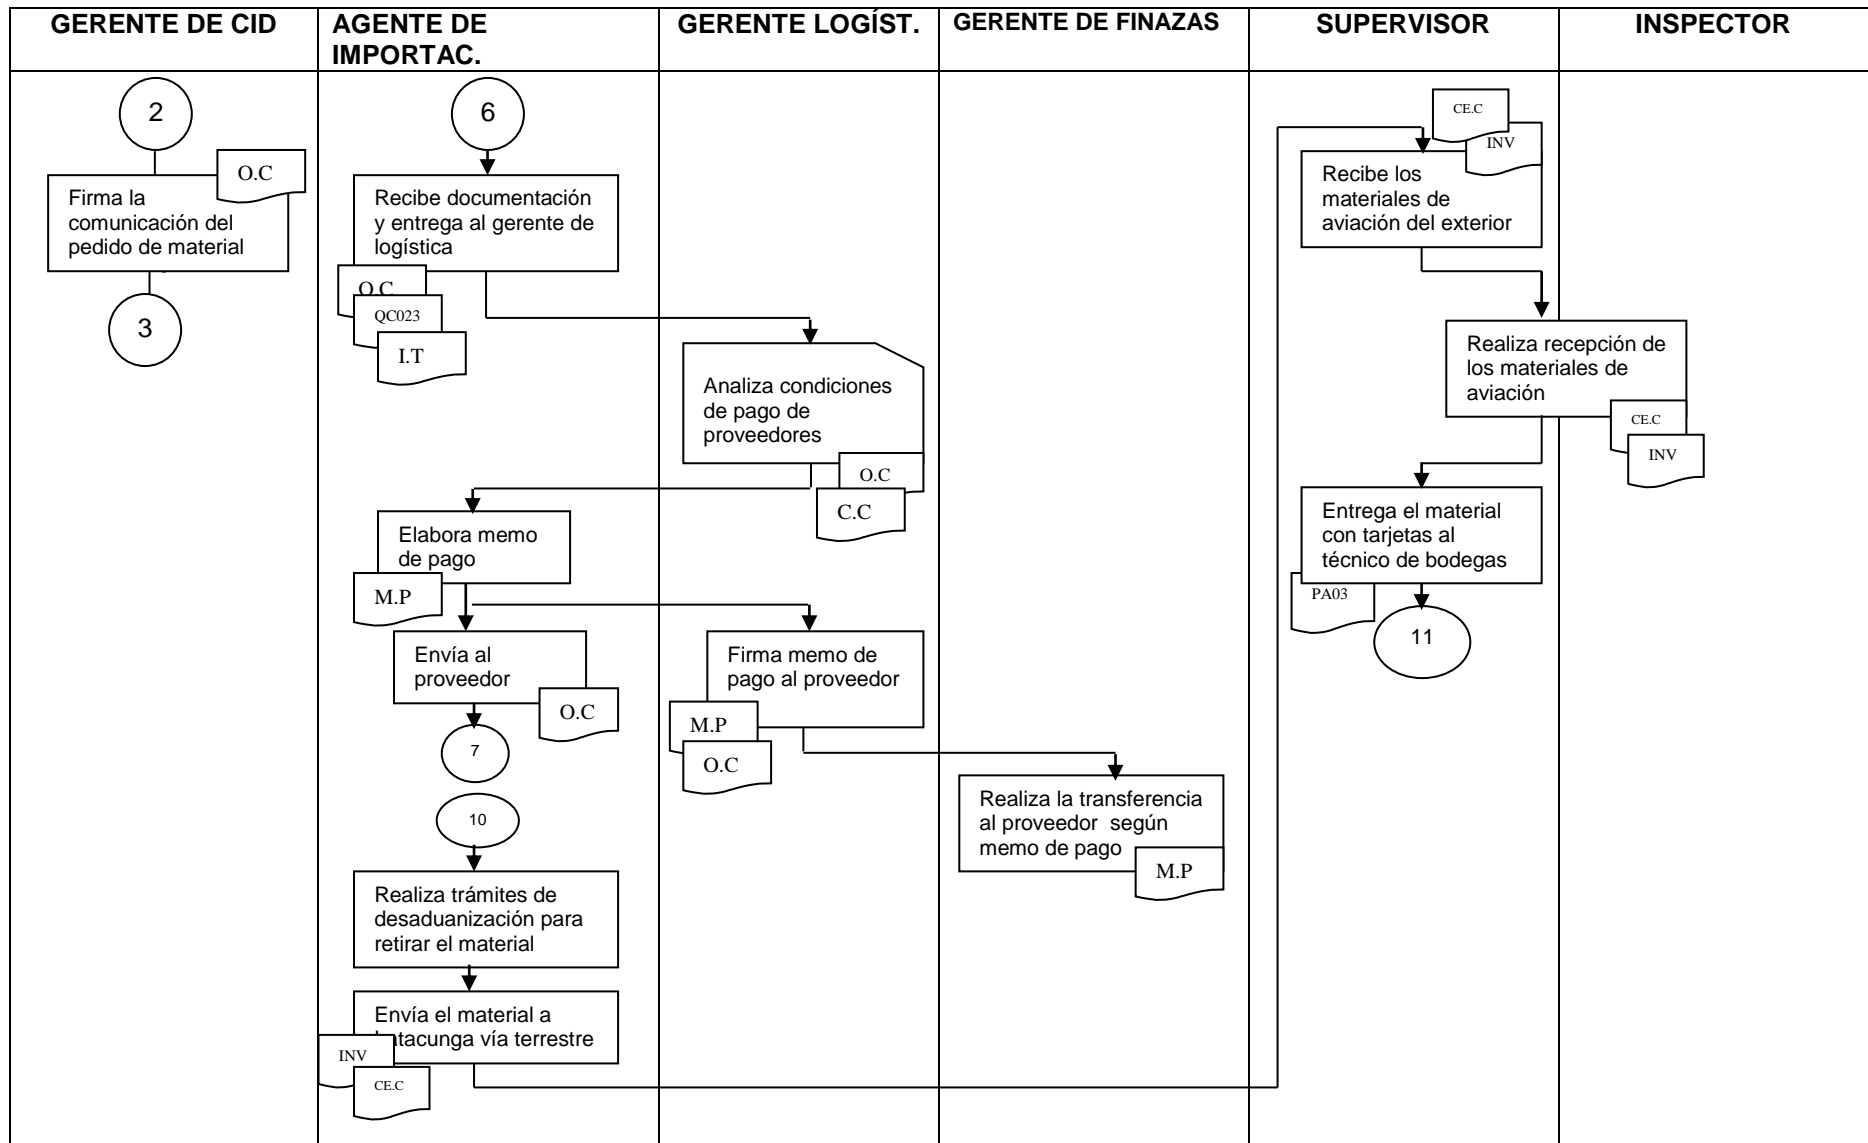 GERENTE DE CID
AGENTE DE
IMPORTAC.
GERENTE LOGÍST.
GERENTE DE FINAZAS
SUPERVISOR
INSPECTOR
2
O.C
Firma la
comunicación del
pedido de material
3
6
Recibe documentación
y entrega al gerente de
logística
O.C
QC023
I.T
Analiza condiciones
de pago de
proveedores
O.C
C.C
Elabora memo
de pago
M.P
Envía al
proveedor
O.C
7
Firma memo de
pago al proveedor
M.P
O.C
Realiza la transferencia
al proveedor según
memo de pago
M.P
10
Realiza trámites de
desaduanización para
retirar el material
Envía el material a
atacunga vía terrestre
INV
CE.C
CE.C
INV
Recibe los
materiales de
aviación del exterior
Realiza recepción de
los materiales de
aviación
CE.C
INV
Entrega el material
con tarjetas al
técnico de bodegas
PA03
11